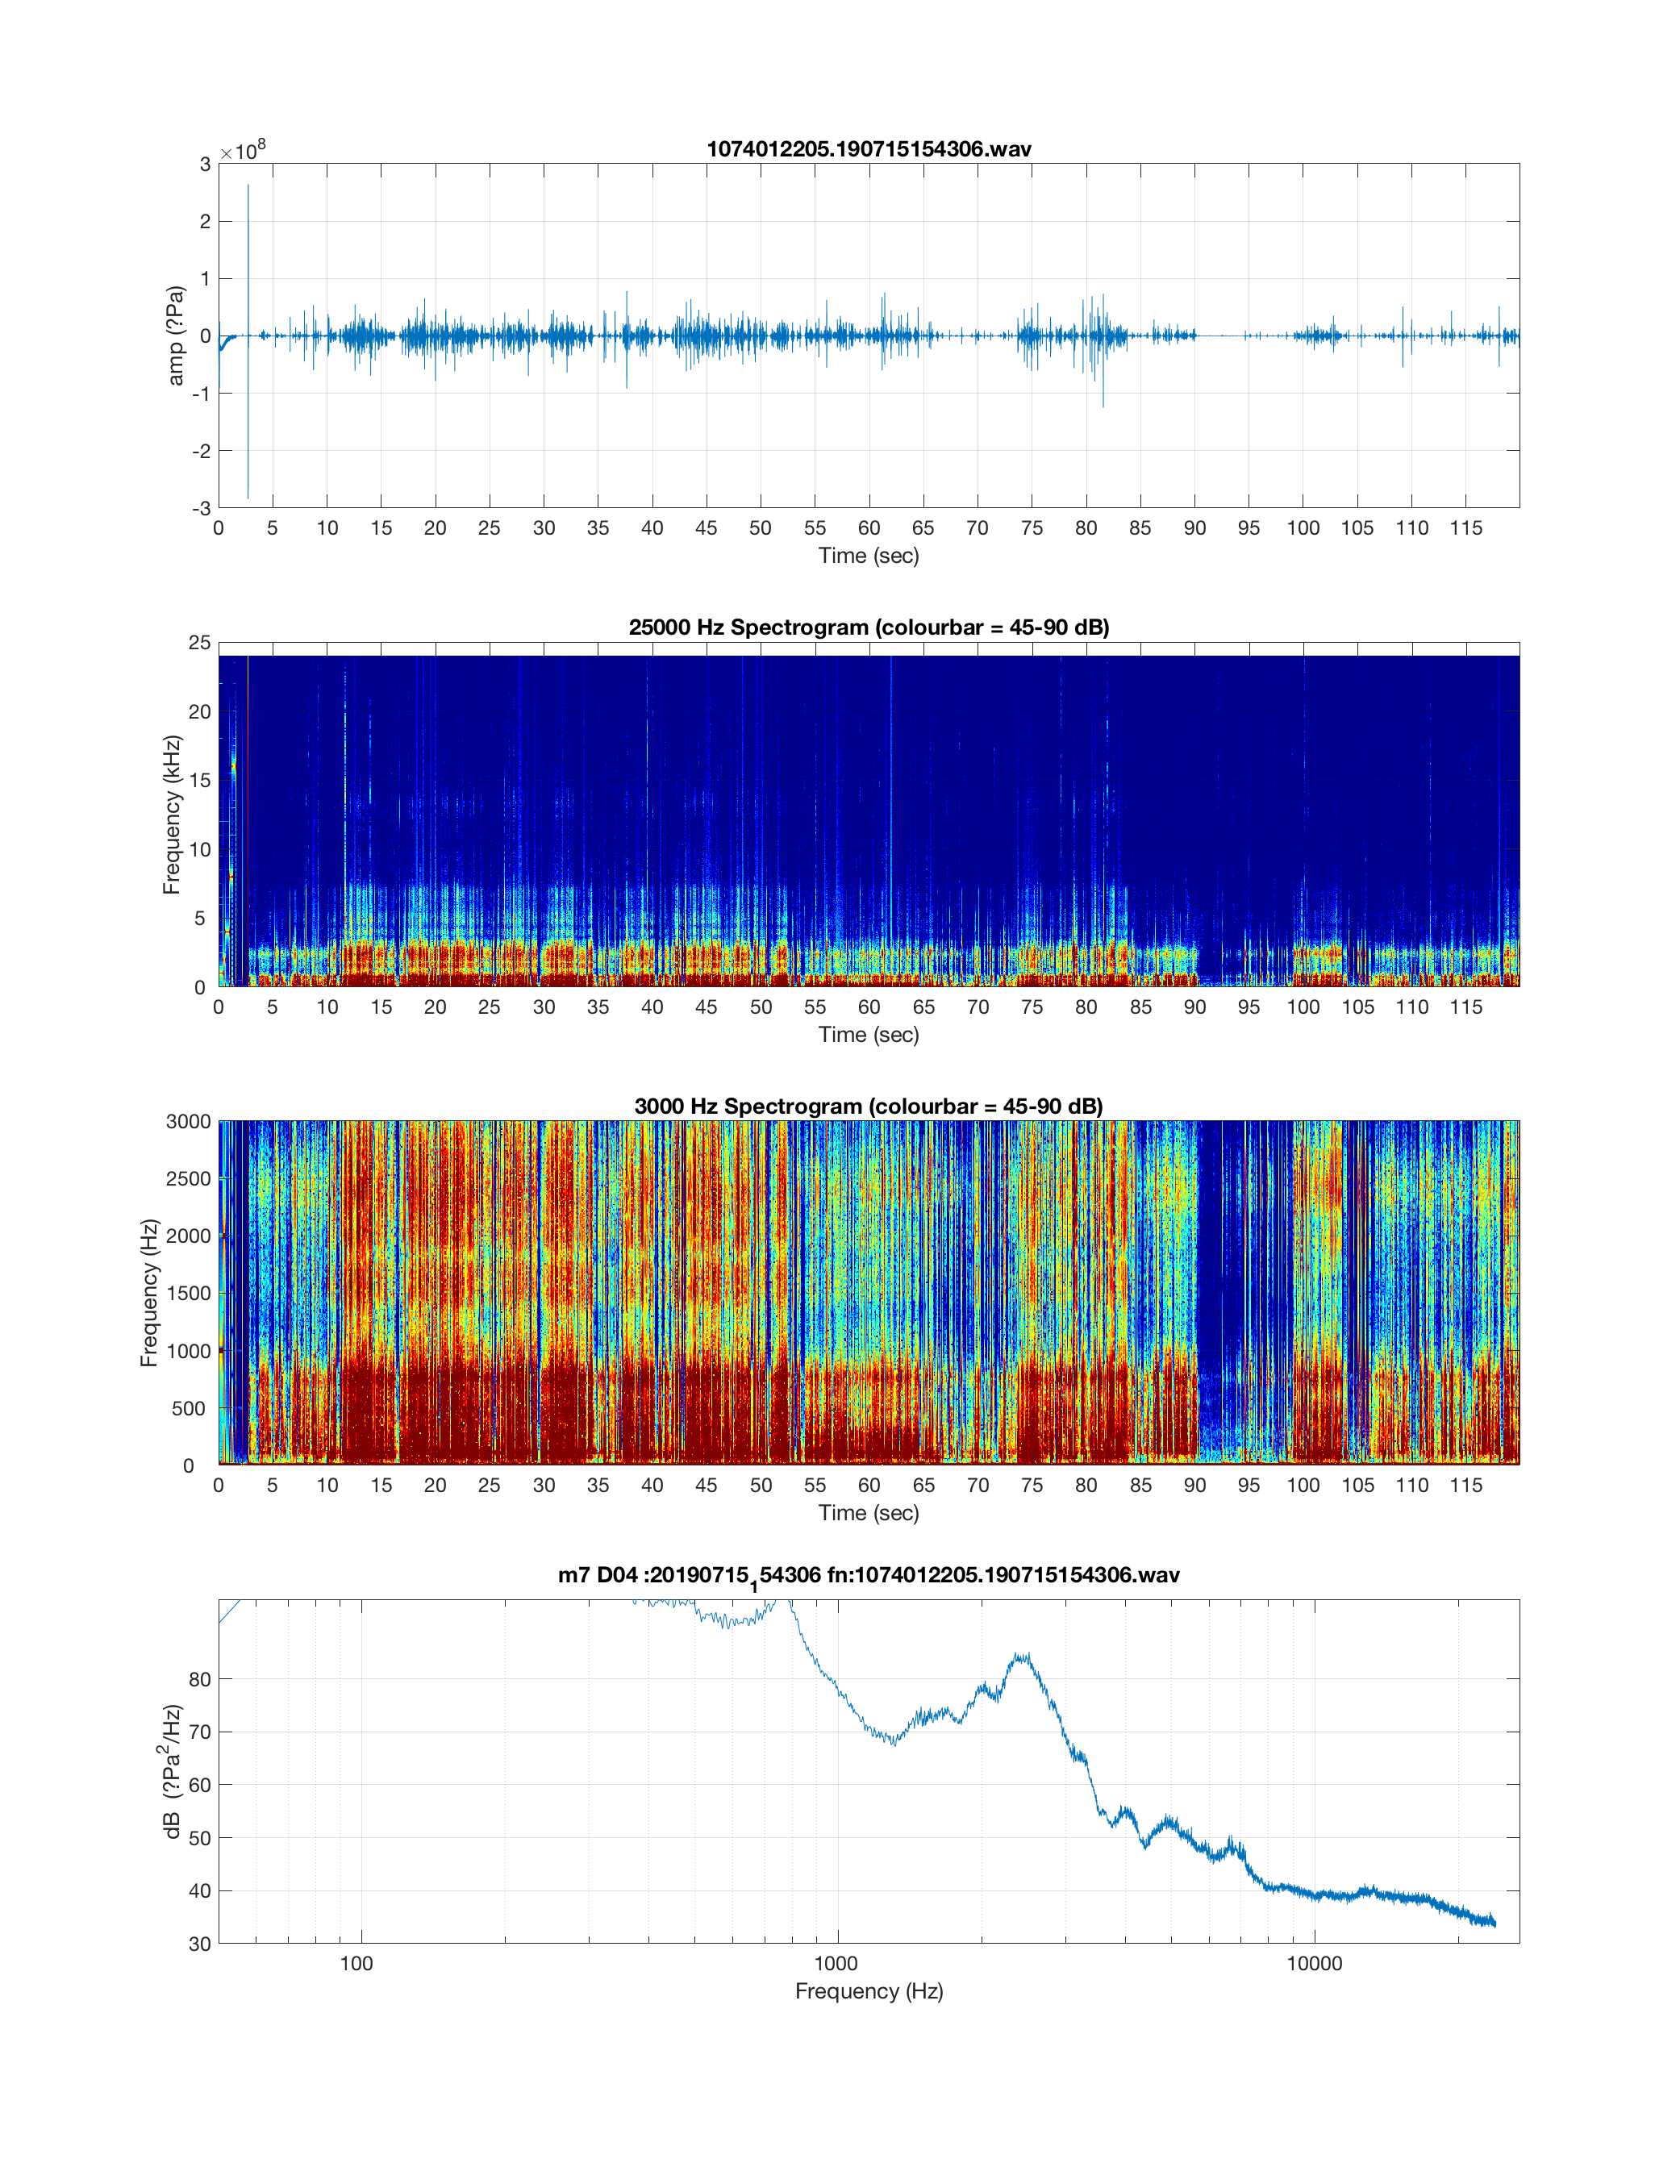 1074012205.190715154306.wav
×10⁸
3
2
1
0
-1
-2
-3
amp (?Pa)
0 5 10 15 20 25 30 35 40 45 50 55 60 65 70 75 80 85 90 95 100 105 110 115
Time (sec)
25000 Hz Spectrogram (colourbar = 45-90 dB)
25
20
15
10
5
0
Frequency (kHz)
0 5 10 15 20 25 30 35 40 45 50 55 60 65 70 75 80 85 90 95 100 105 110 115
Time (sec)
3000 Hz Spectrogram (colourbar = 45-90 dB)
3000
2500
2000
1500
1000
500
0
Frequency (Hz)
0 5 10 15 20 25 30 35 40 45 50 55 60 65 70 75 80 85 90 95 100 105 110 115
Time (sec)
m7 D04 :20190715₁54306 fn:1074012205.190715154306.wav
80
70
60
50
40
30
dB (?Pa²/Hz)
100 1000 10000
Frequency (Hz)